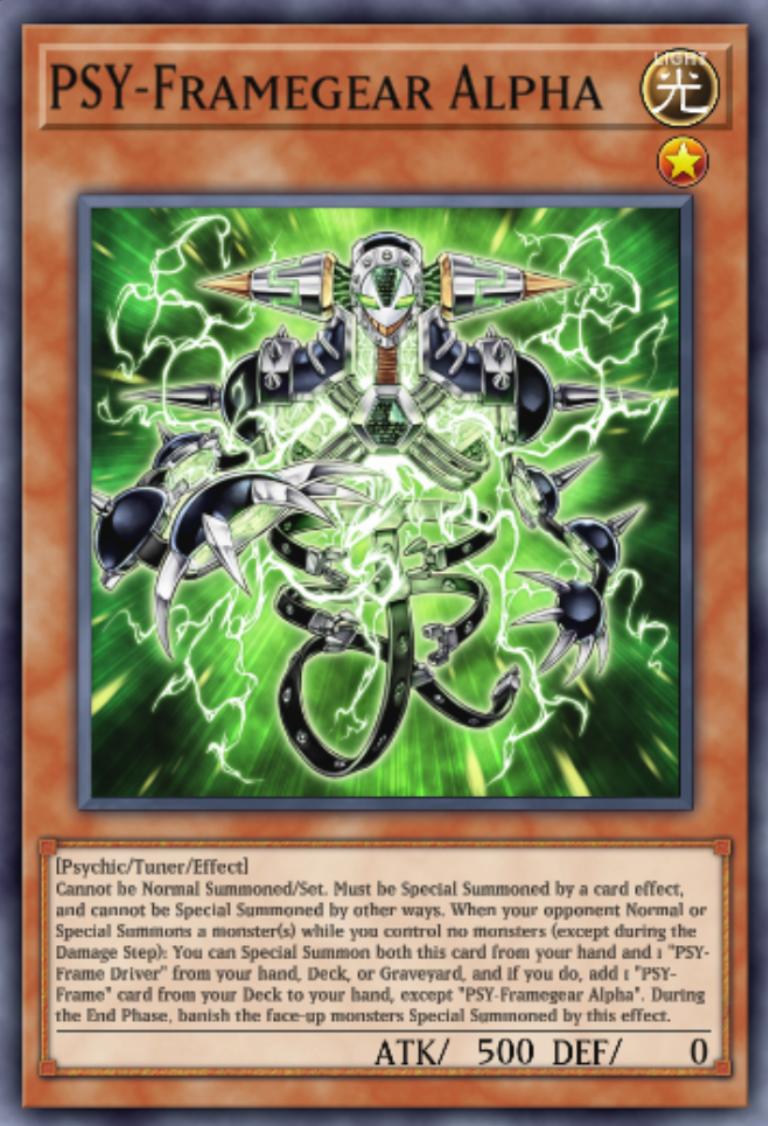 PSY-Framegear Alpha
LIGHT
光
[Psychic/Tuner/Effect]
Cannot be Normal Summoned/Set. Must be Special Summoned by a card effect,
and cannot be Special Summoned by other ways. When your opponent Normal or
Special Summons a monster(s) while you control no monsters (except during the
Damage Step): You can Special Summon both this card from your hand and 1 "PSY-
Frame Driver" from your hand, Deck, or Graveyard, and if you do, add 1 "PSY-
Frame" card from your Deck to your hand, except "PSY-Framegear Alpha". During
the End Phase, banish the face-up monsters Special Summoned by this effect.
ATK/ 500 DEF/ 0